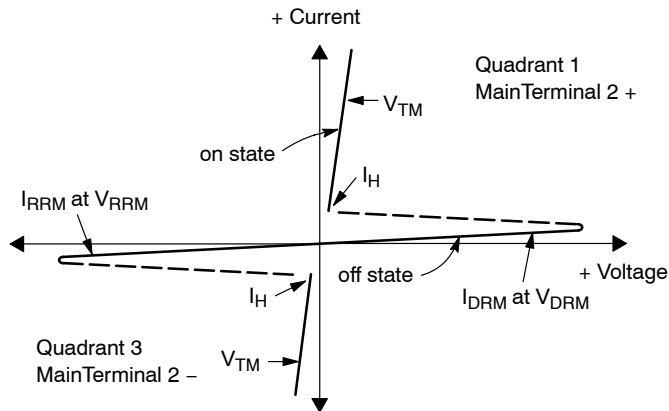 + Current
Quadrant 1
MainTerminal 2 +
VTM
on state
IH
IRRM at VRRM
+ Voltage
off state
IDRM at VDRM
IH
Quadrant 3
MainTerminal 2 −
VTM